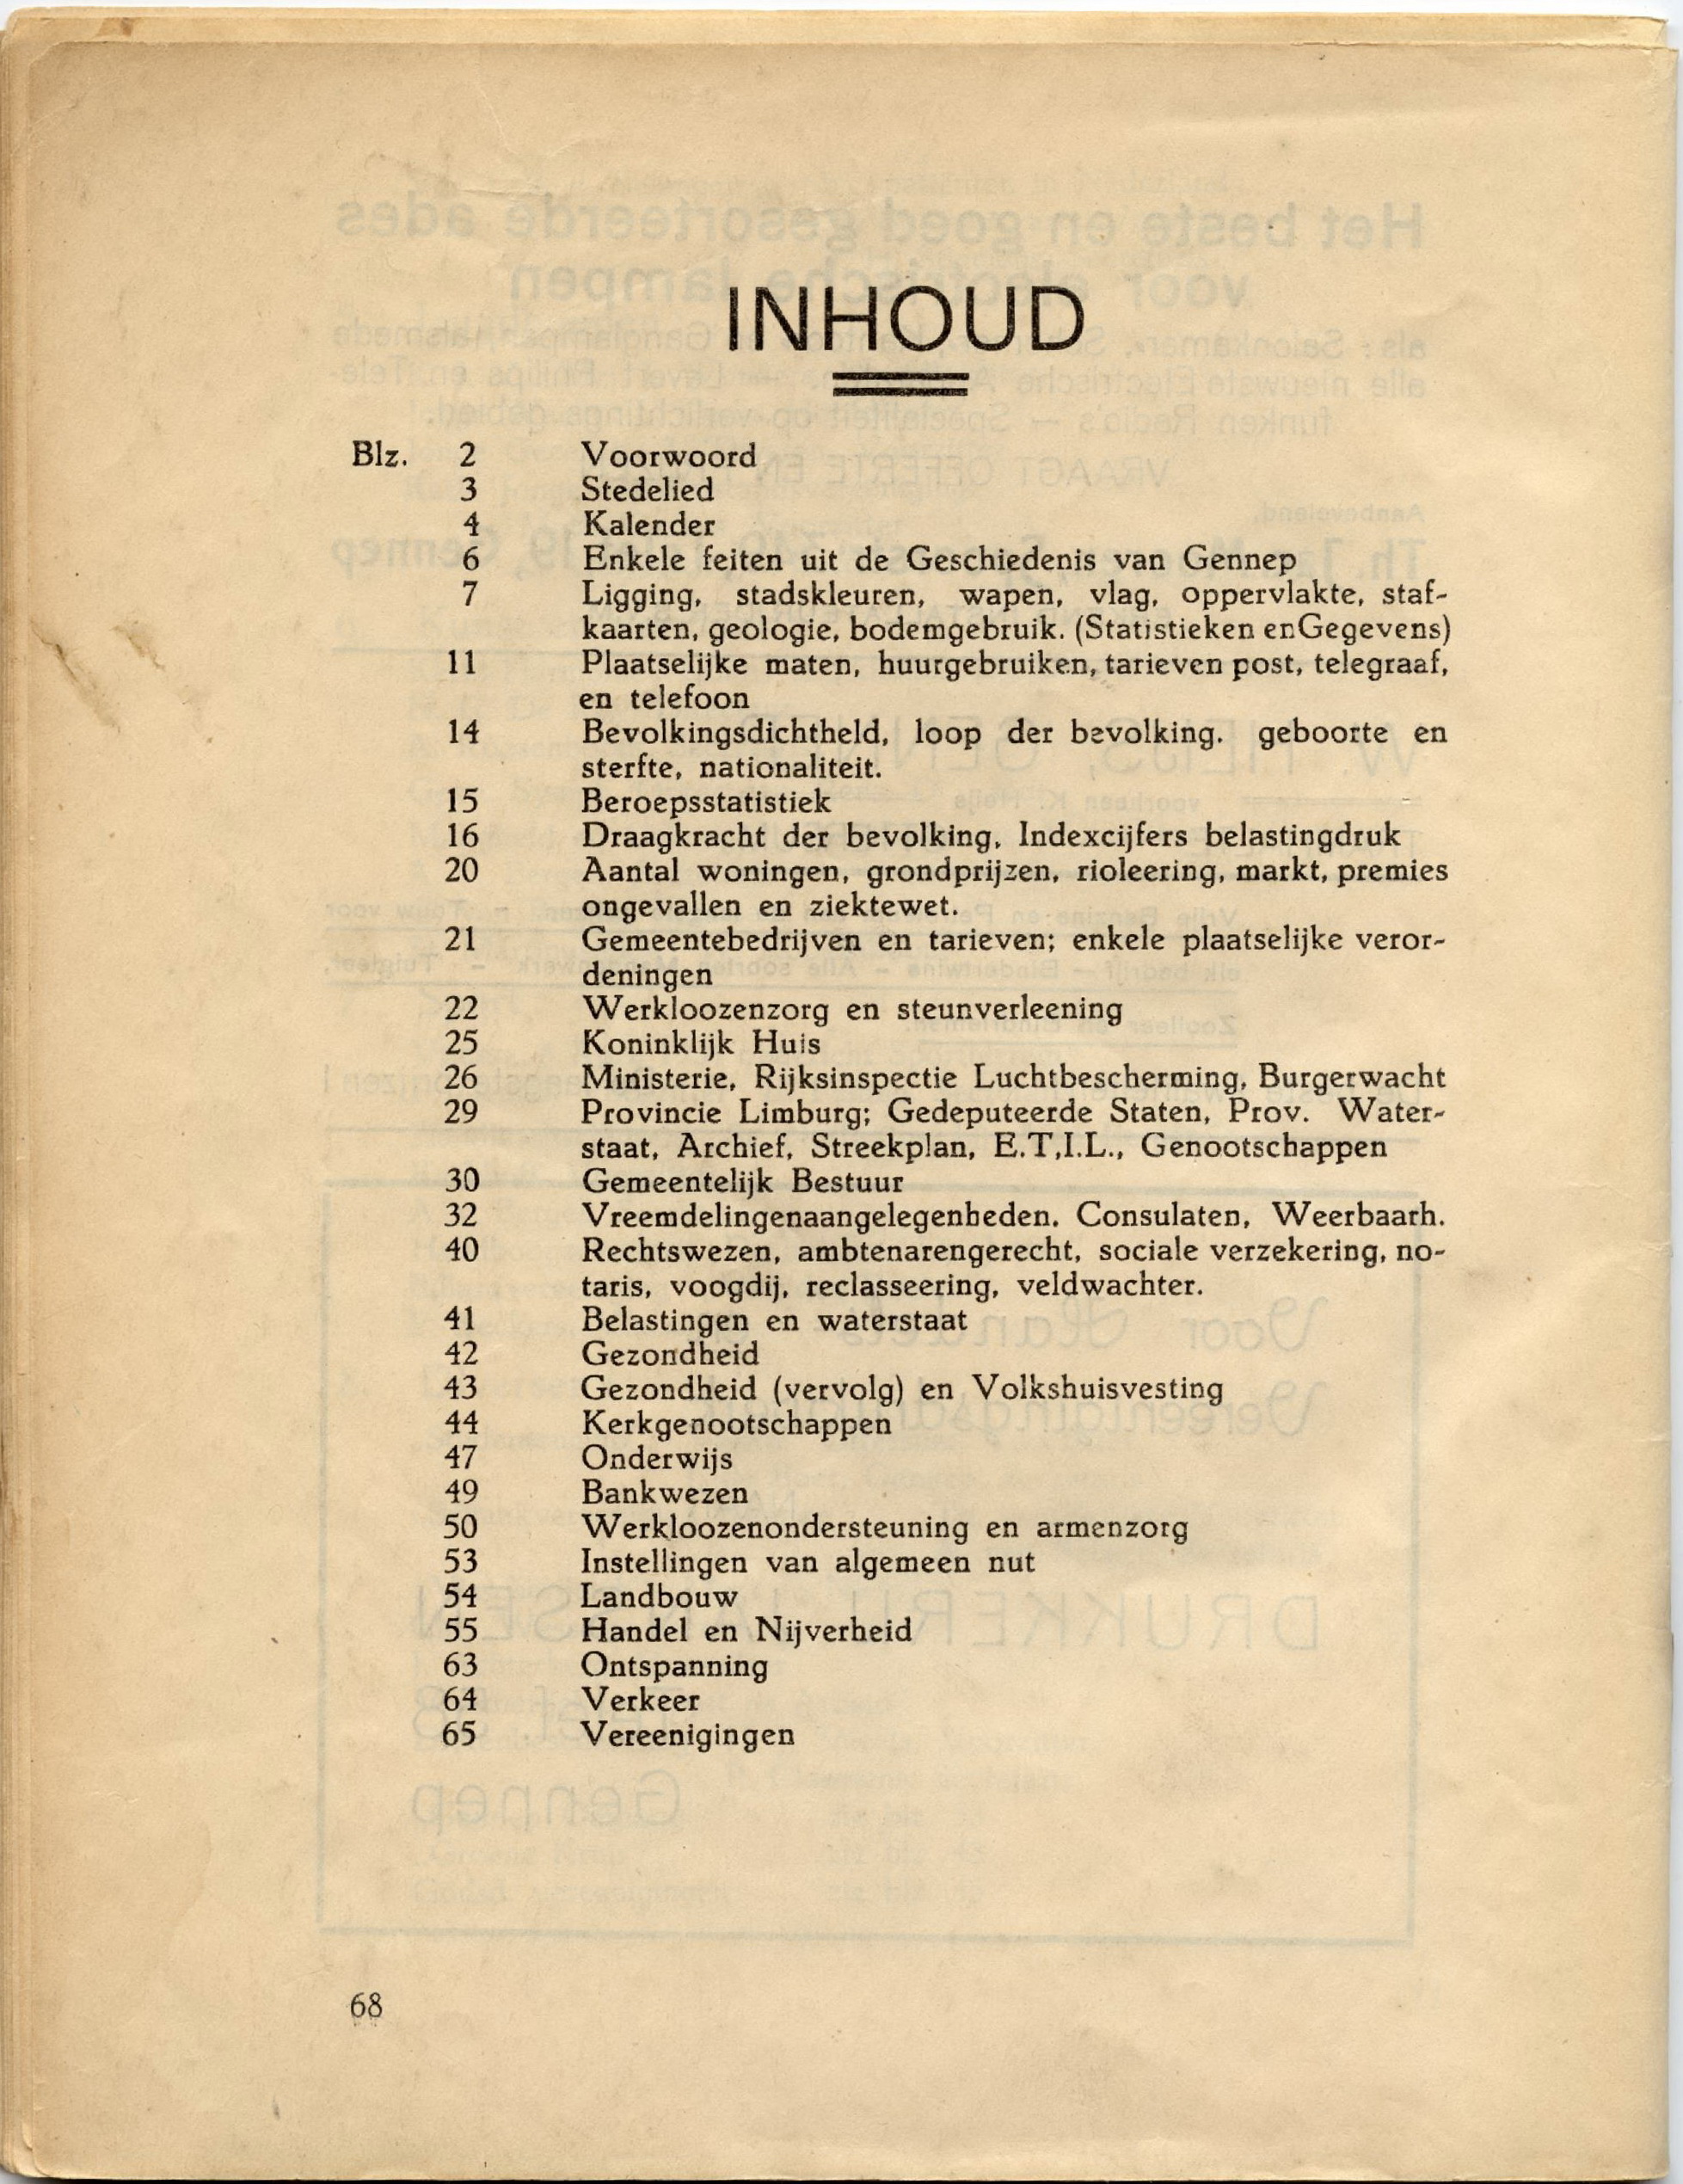 INHOUD
Blz. 2 Voorwoord
3 Stedelied
4 Kalender
6 Enkele feiten uit de Geschiedenis van Gennep
7 Ligging, stadskleuren, wapen, vlag, oppervlakte, staf-
kaarten, geologie, bodemgebruik. (Statistieken enGegevens)
11 Plaatselijke maten, huurgebruiken, tarieven post, telegraaf,
en telefoon
14 Bevolkingsdichtheld, loop der bevolking. geboorte en
sterfte, nationaliteit.
15 Beroepsstatistiek
16 Draagkracht der bevolking, Indexcijfers belastingdruk
20 Aantal woningen, grondprijzen, rioleering, markt, premies
ongevallen en ziektewet.
21 Gemeentebedrijven en tarieven; enkele plaatselijke veror-
deningen
22 Werkloozenzorg en steunverleening
25 Koninklijk Huis
26 Ministerie, Rijksinspectie Luchtbescherming, Burgerwacht
29 Provincie Limburg; Gedeputeerde Staten, Prov. Water-
staat, Archief, Streekplan, E.T,I.L., Genootschappen
30 Gemeentelijk Bestuur
32 Vreemdelingenaangelegenheden. Consulaten, Weerbaarh.
40 Rechtswezen, ambtenarengerecht, sociale verzekering, no-
taris, voogdij, reclasseering, veldwachter.
41 Belastingen en waterstaat
42 Gezondheid
43 Gezondheid (vervolg) en Volkshuisvesting
44 Kerkgenootschappen
47 Onderwijs
49 Bankwezen
50 Werkloozenondersteuning en armenzorg
53 Instellingen van algemeen nut
54 Landbouw
55 Handel en Nijverheid
63 Ontspanning
64 Verkeer
65 Vereenigingen
68